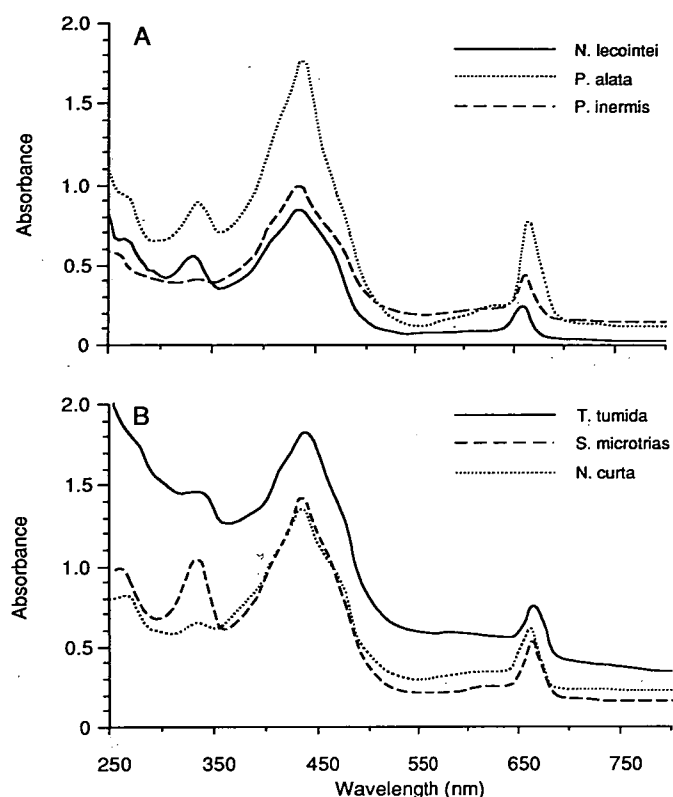 A
Absorbance
2.0
1.5
1.0
0.5
0
N. lecointei
P. alata
P. inermis
B
Absorbance
2.0
1.5
1.0
0.5
0
T. tumida
S. microtrias
N. curta
250 350 450 550 650 750
Wavelength (nm)